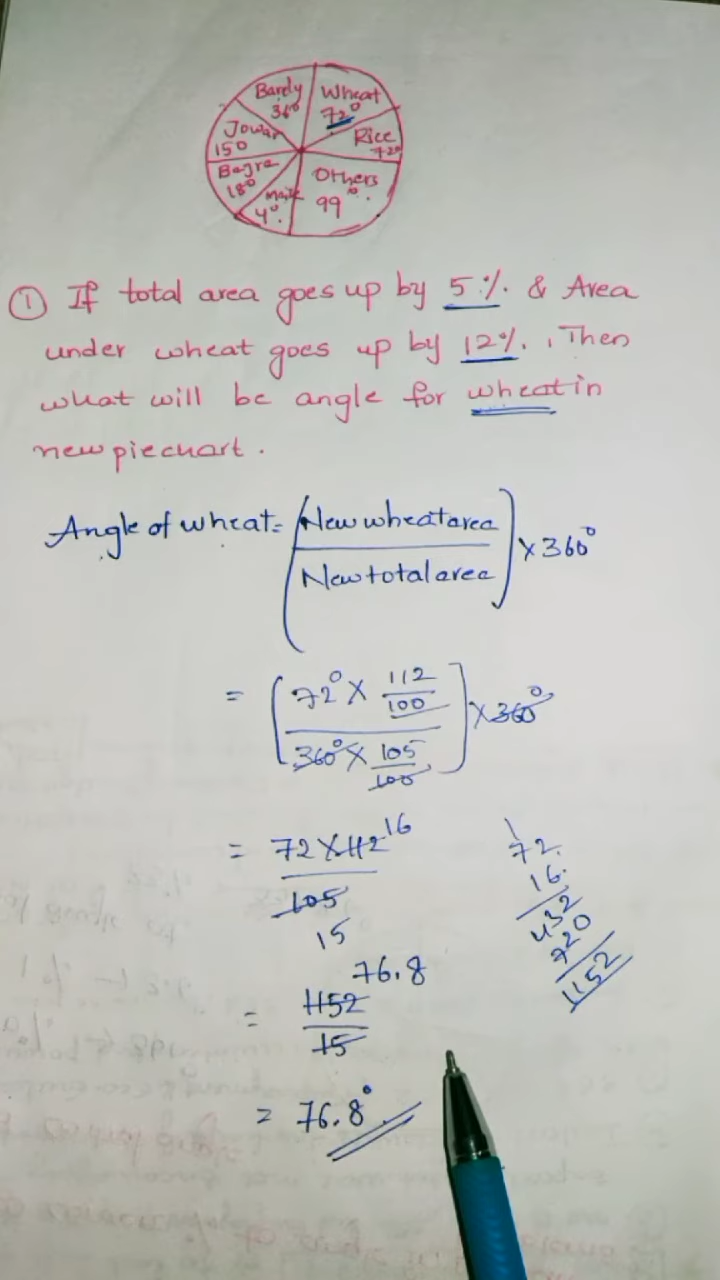 Barely
36°
Wheat
72°
Jowar
150
Rice
72°
Bajra
18°
Others
99°
4°
① If total area goes up by 5%. & Area
under wheat goes up by 12%., Then
what will be angle for wheat in
new piechart.
Angle of wheat = (New wheat area / New total area) × 360°
= [72° × 112/100 / 360° × 105/100] × 360°
= 72 × 112 16
105
15
76.8
= 1152
15
= 76.8°
1
72.
16.
432
720
1152